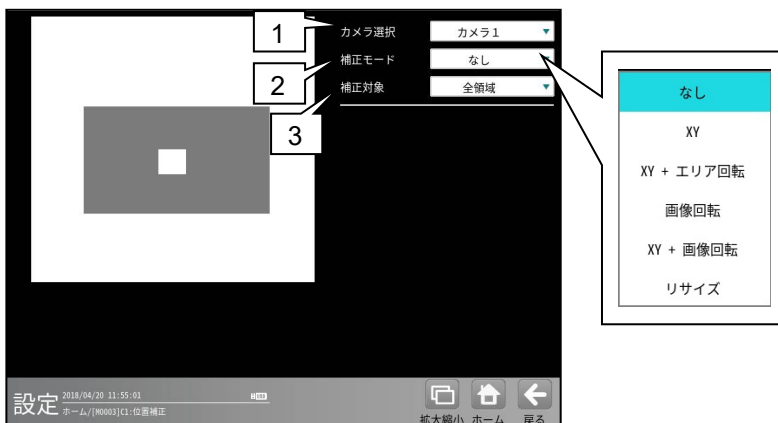 1
カメラ選択
カメラ1
2
補正モード
なし
3
補正対象
全領域
なし
XY
XY + エリア回転
画像回転
XY + 画像回転
リサイズ
設定
2018/04/20 11:55:01
ホーム/[M0003]C1:位置補正
拡大縮小
ホーム
戻る